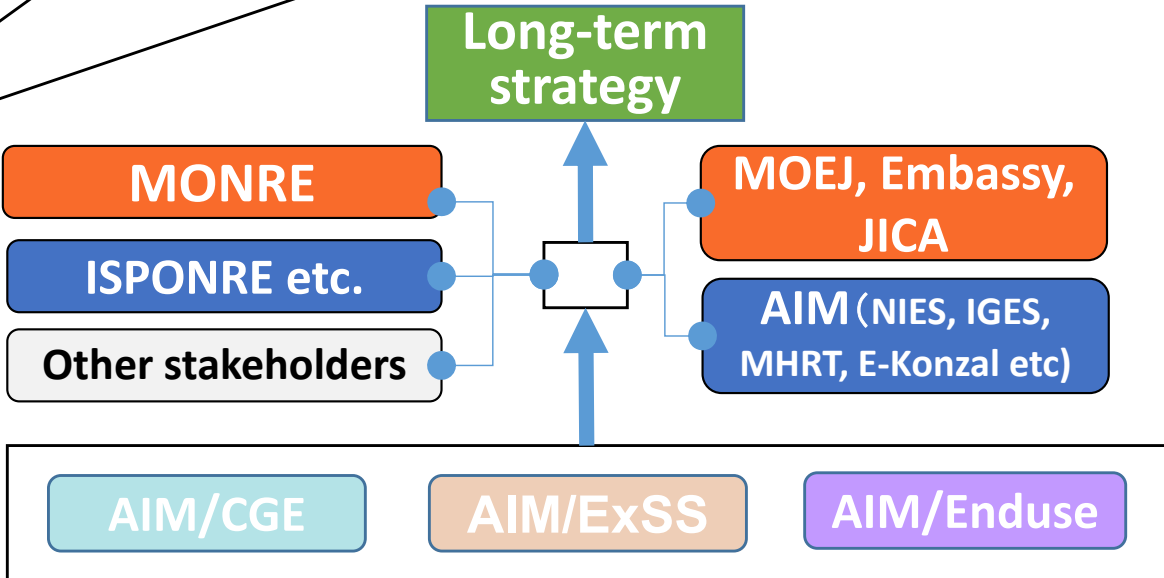 Long-term
strategy
MONRE
MOEJ, Embassy,
JICA
ISPONRE etc.
AIM（NIES, IGES,
MHRT, E-Konzal etc)
Other stakeholders
AIM/CGE
AIM/ExSS
AIM/Enduse